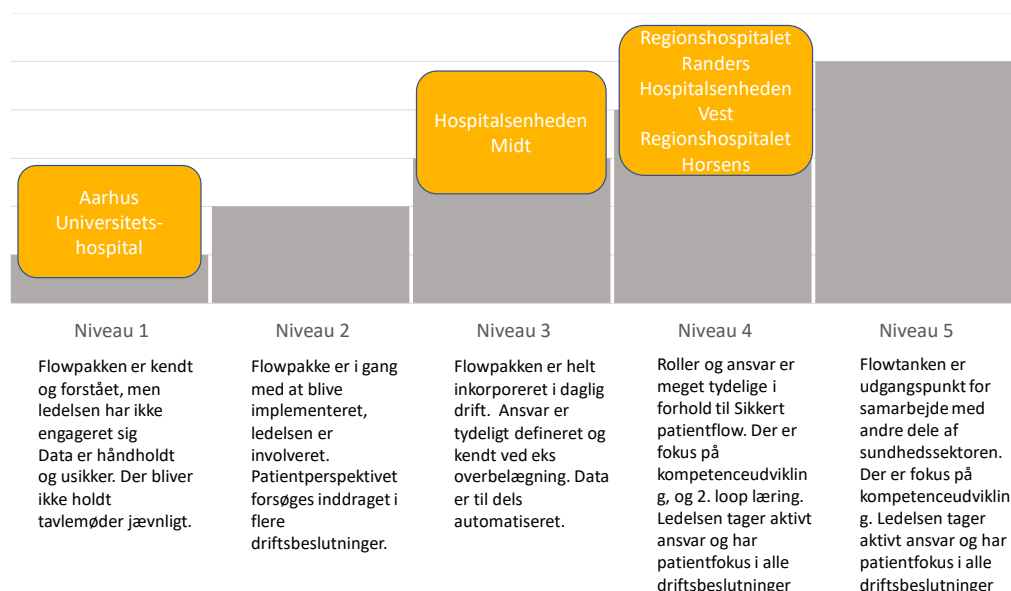 Aarhus
Universitets-
hospital
Hospitalsenheden
Midt
Regionshospitalet
Randers
Hospitalsenheden
Vest
Regionshospitalet
Horsens
Niveau 1
Flowpakken er kendt
og forstået, men
ledelsen har ikke
engageret sig
Data er håndholdt
og usikker. Der bliver
ikke holdt
tavlemøder jævnligt.
Niveau 2
Flowpakke er i gang
med at blive
implementeret,
ledelsen er
involveret.
Patientperspektivet
forsøges inddraget i
flere
driftsbeslutninger.
Niveau 3
Flowpakken er helt
inkorporeret i daglig
drift.  Ansvar er
tydeligt defineret og
kendt ved eks
overbelægning. Data
er til dels
automatiseret.
Niveau 4
Roller og ansvar er
meget tydelige i
forhold til Sikkert
patientflow. Der er
fokus på
kompetenceudviklin
g, og 2. loop læring.
Ledelsen tager aktivt
ansvar og har
patientfokus i alle
driftsbeslutninger
Niveau 5
Flowtanken er
udgangspunkt for
samarbejde med
andre dele af
sundhedssektoren.
Der er fokus på
kompetenceudviklin
g. Ledelsen tager
aktivt ansvar og har
patientfokus i alle
driftsbeslutninger